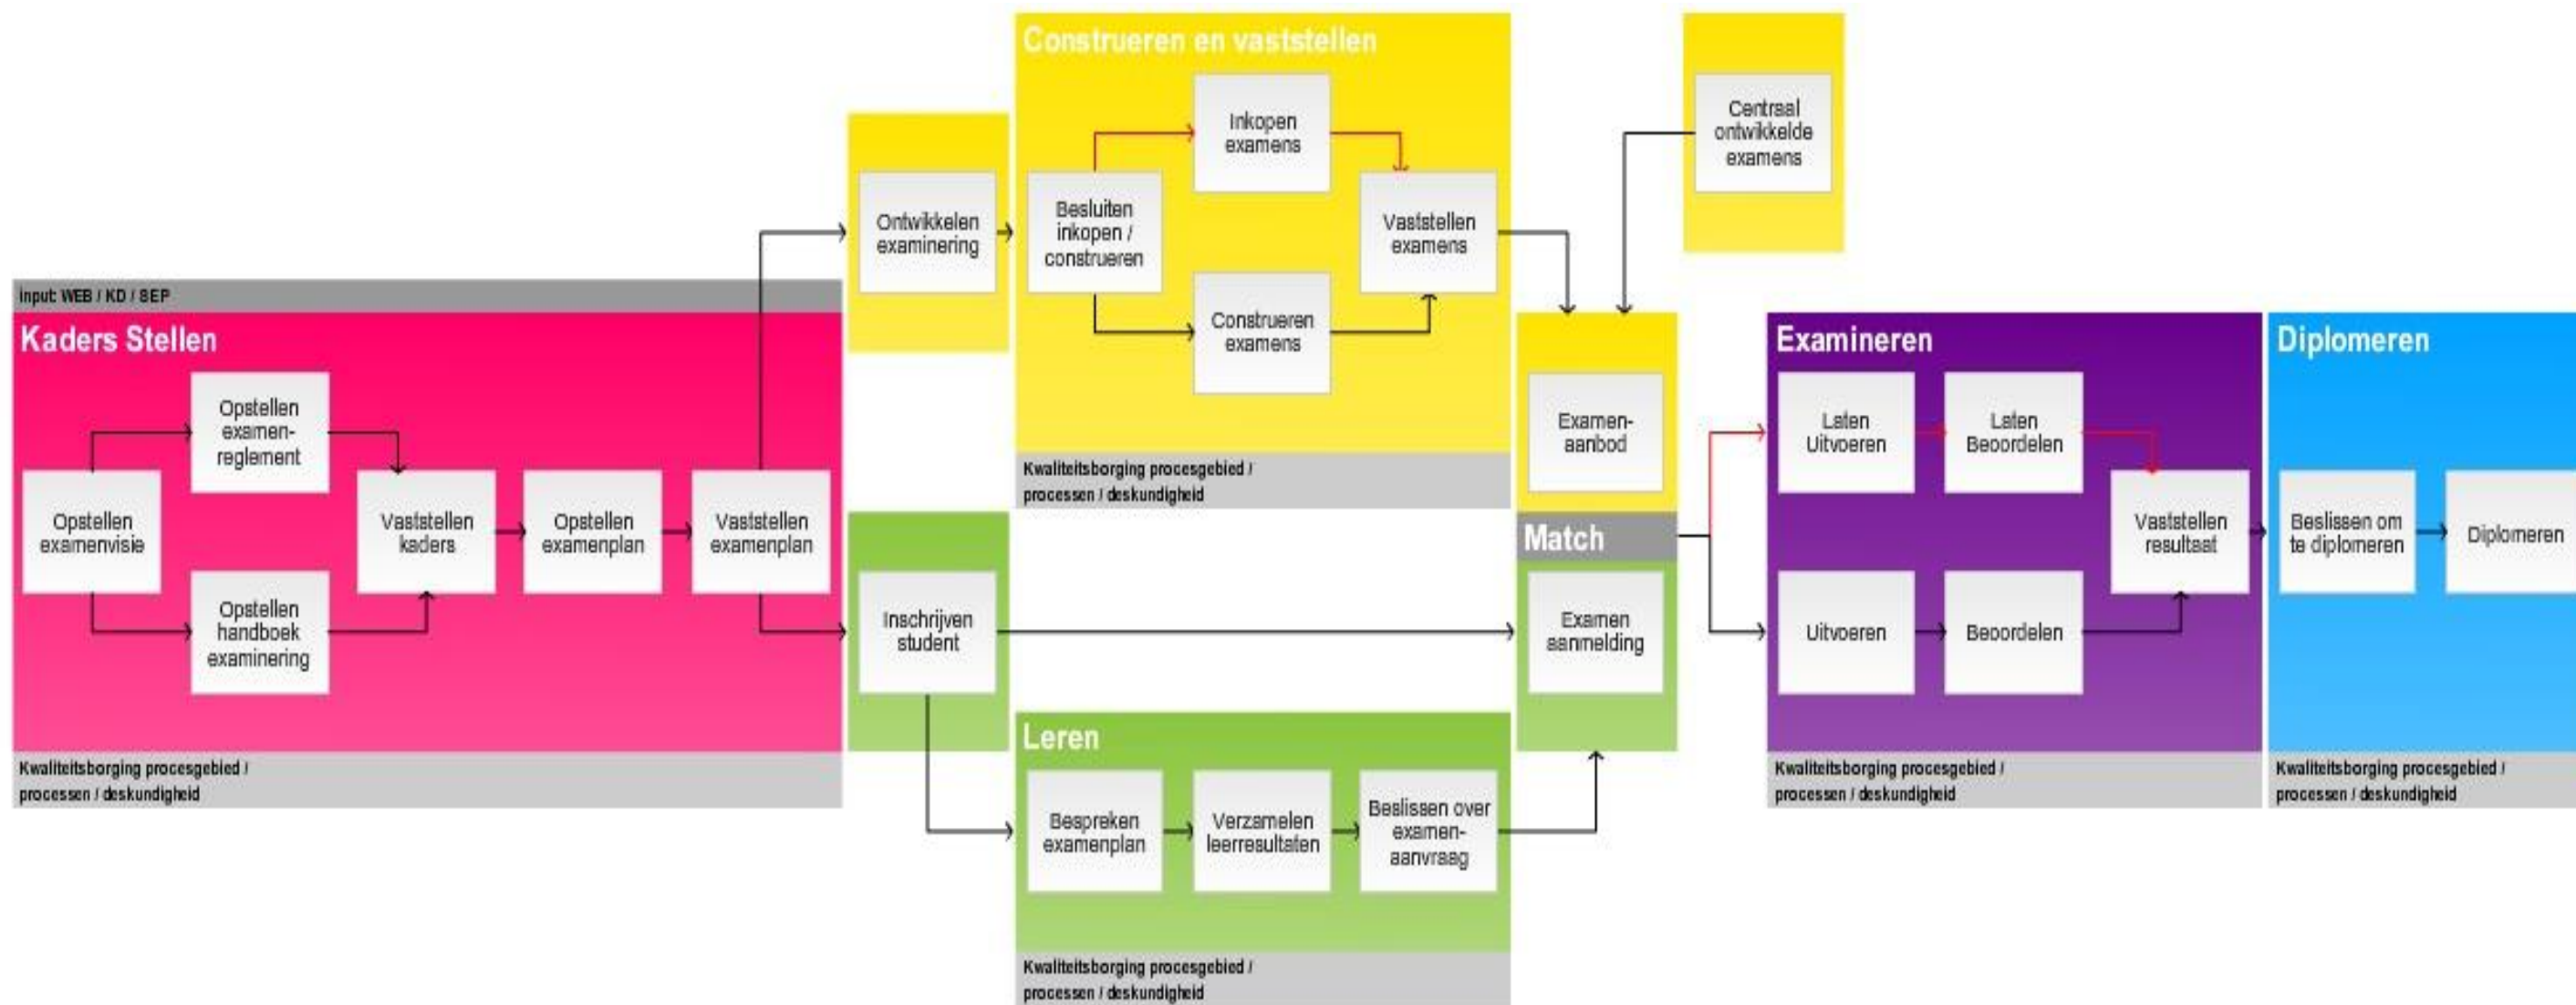 input: WEB / KD / SEP
Kaders Stellen
Opstellen
examenvisie
Opstellen
examen-
reglement
Opstellen
handboek
examinering
Vaststellen
kaders
Opstellen
examenplan
Vaststellen
examenplan
Kwaliteitsborging procesgebied /
processen / deskundigheid
Ontwikkelen
examinering
Construeren en vaststellen
Besluiten
inkopen /
construeren
Inkopen
examens
Construeren
examens
Vaststellen
examens
Kwaliteitsborging procesgebied /
processen / deskundigheid
Centraal
ontwikkelde
examens
Inschrijven
student
Leren
Bespreken
examenplan
Verzamelen
leerresultaten
Beslissen over
examen-
aanvraag
Kwaliteitsborging procesgebied /
processen / deskundigheid
Examen-
aanbod
Match
Examen
aanmelding
Examineren
Laten
Uitvoeren
Laten
Beoordelen
Uitvoeren
Beoordelen
Vaststellen
resultaat
Kwaliteitsborging procesgebied /
processen / deskundigheid
Diplomeren
Beslissen om
te diplomeren
Diplomeren
Kwaliteitsborging procesgebied /
processen / deskundigheid